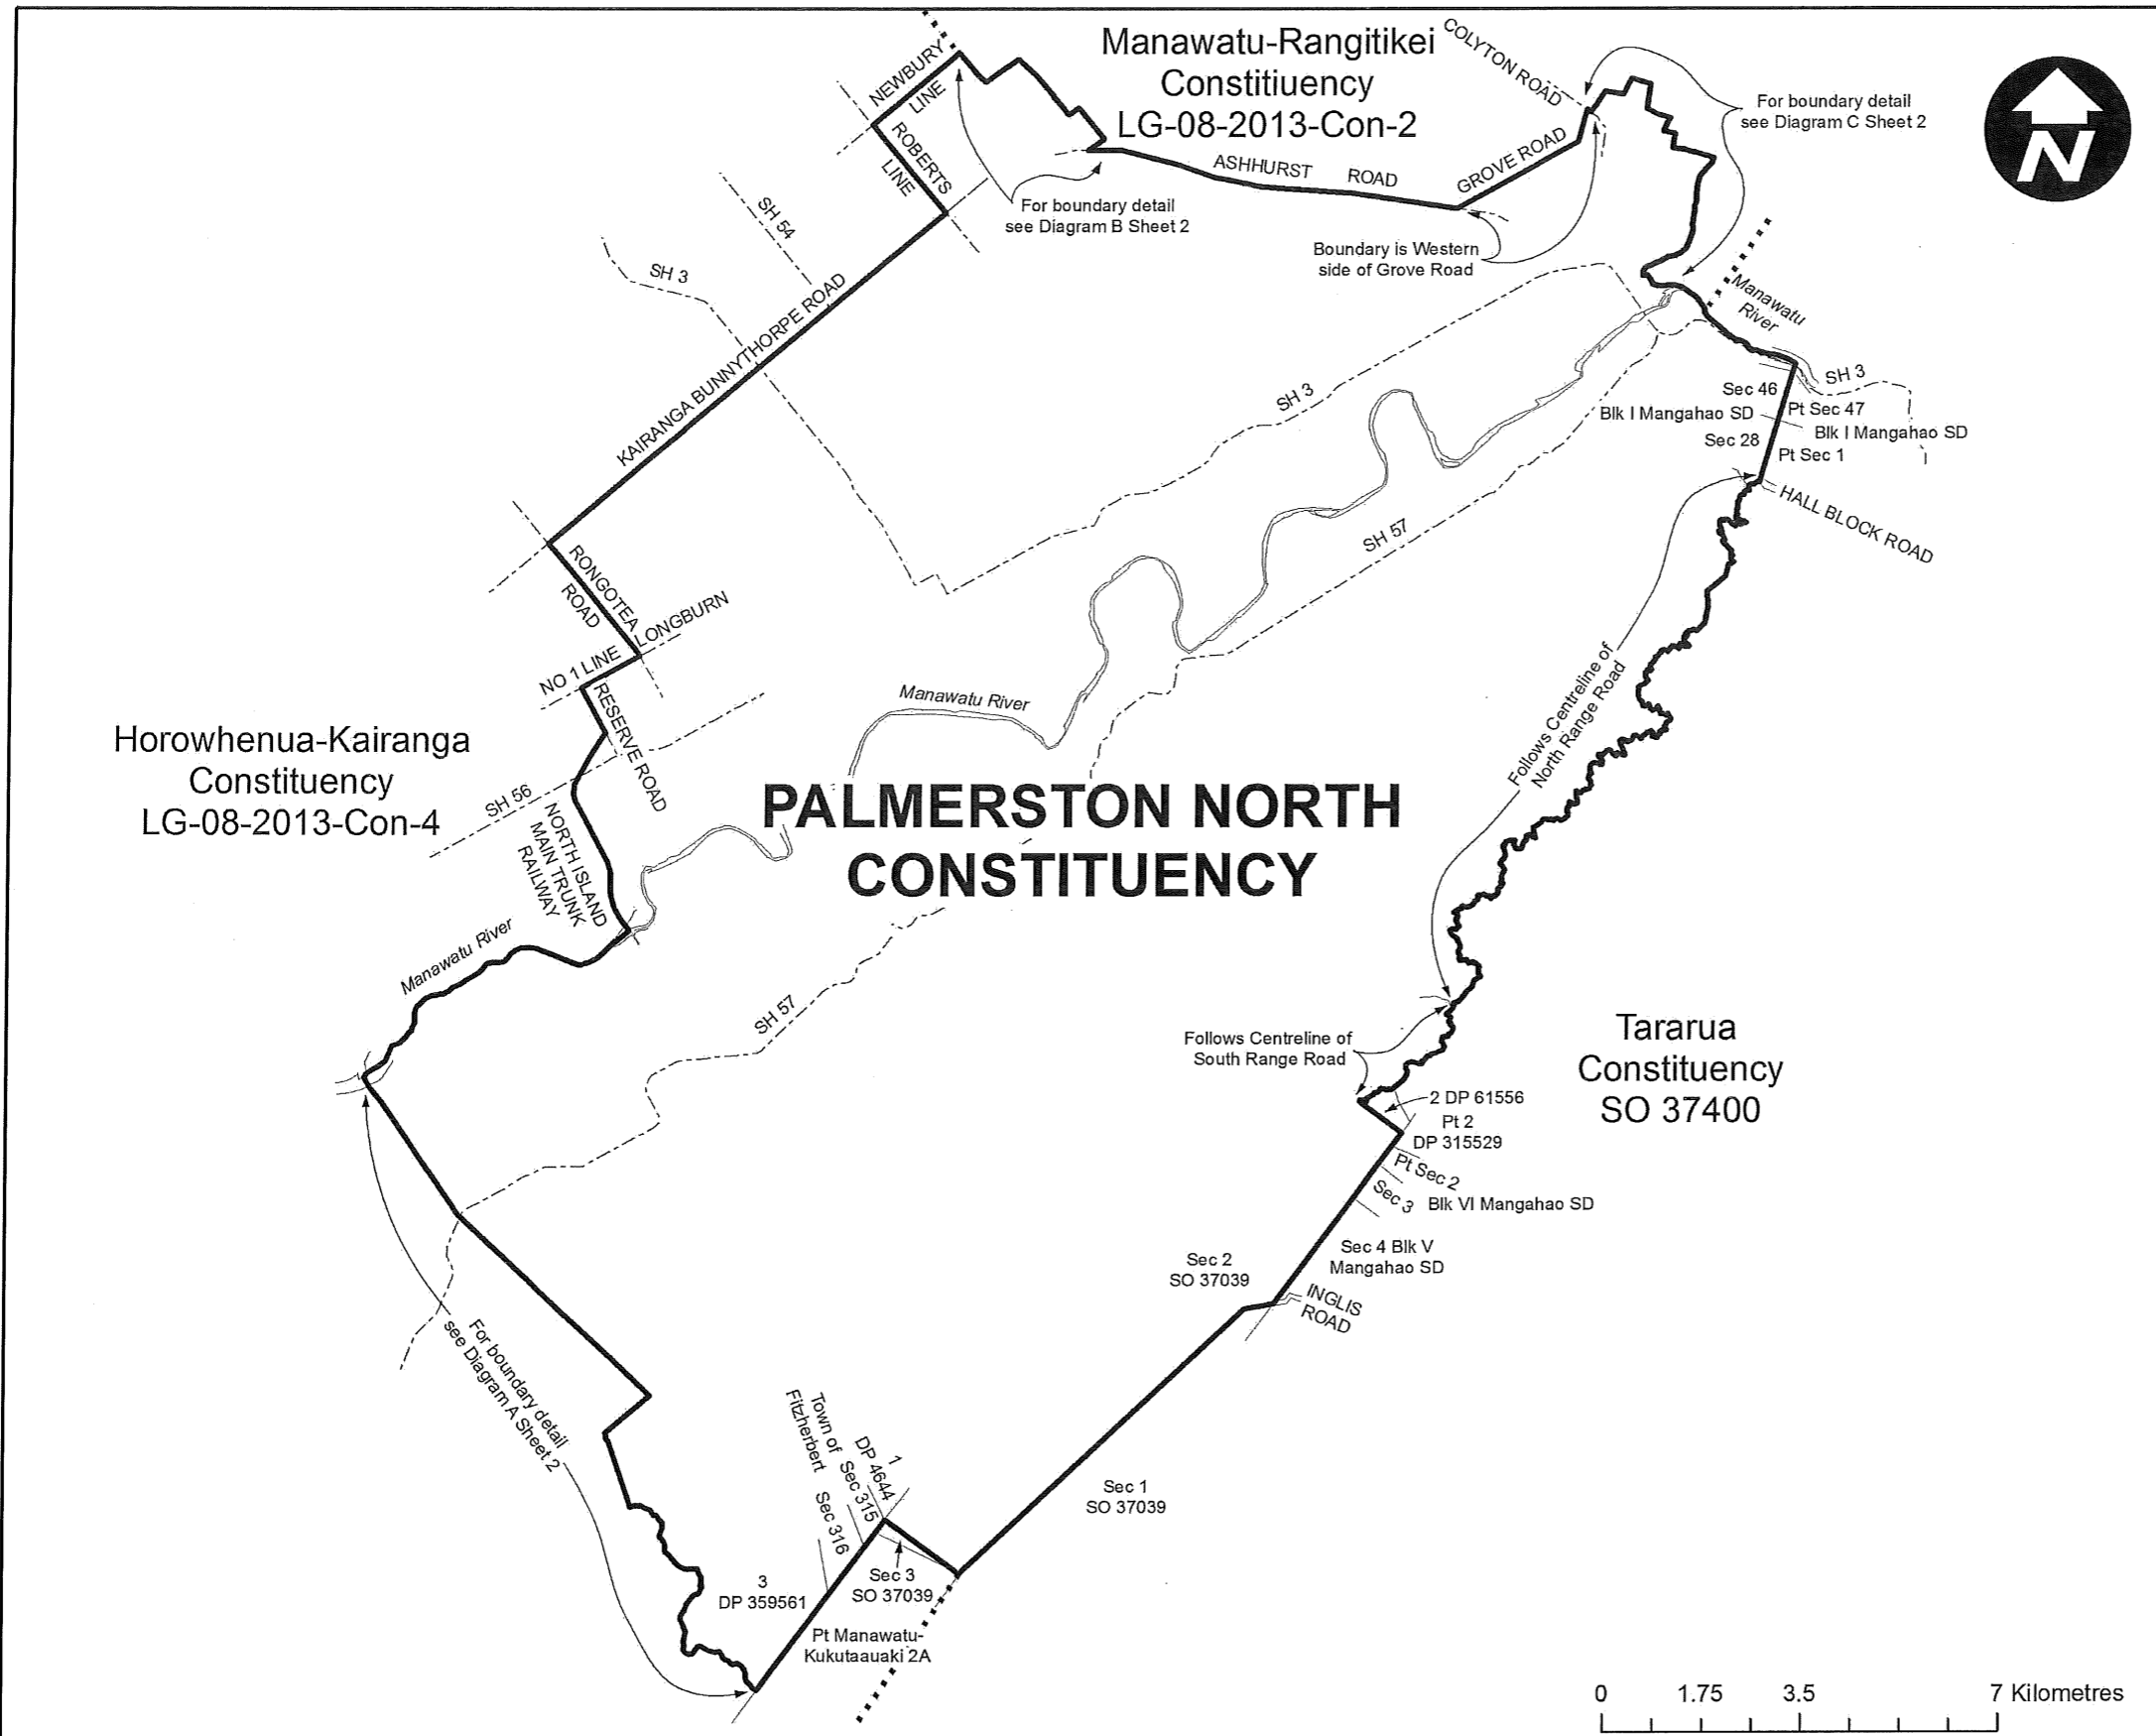 Manawatu-Rangitikei
Constitiuency
LG-08-2013-Con-2
COLYTON ROAD
NEWBURY
LINE
ROBERTS
LINE
For boundary detail
see Diagram B Sheet 2
ASHHURST ROAD
GROVE ROAD
For boundary detail
see Diagram C Sheet 2
N
Boundary is Western
side of Grove Road
SH 54
SH 3
KAIRANGA BUNNYTHORPE ROAD
Manawatu
River
SH 3
SH 3
Sec 46
Blk I Mangahao SD
Pt Sec 47
Blk I Mangahao SD
Sec 28
Pt Sec 1
HALL BLOCK ROAD
SH 57
RONGOTEA
ROAD
LONGBURN
NO 1 LINE
RESERVE ROAD
Manawatu River
Follows Centreline of
North Range Road
Horowhenua-Kairanga
Constituency
LG-08-2013-Con-4
SH 56
NORTH ISLAND
MAIN TRUNK
RAILWAY
PALMERSTON NORTH
CONSTITUENCY
Manawatu River
SH 57
Follows Centreline of
South Range Road
Tararua
Constituency
SO 37400
2 DP 61556
Pt 2
DP 315529
Pt Sec 2
Sec 3
Blk VI Mangahao SD
Sec 4 Blk V
Mangahao SD
Sec 2
SO 37039
INGLIS
ROAD
For boundary detail
see Diagram A Sheet 2
1
DP 4644
Town of Sec 315
Fitzherbert Sec 316
Sec 1
SO 37039
3
DP 359561
Sec 3
SO 37039
Pt Manawatu-
Kukutaauaki 2A
0 1.75 3.5 7 Kilometres